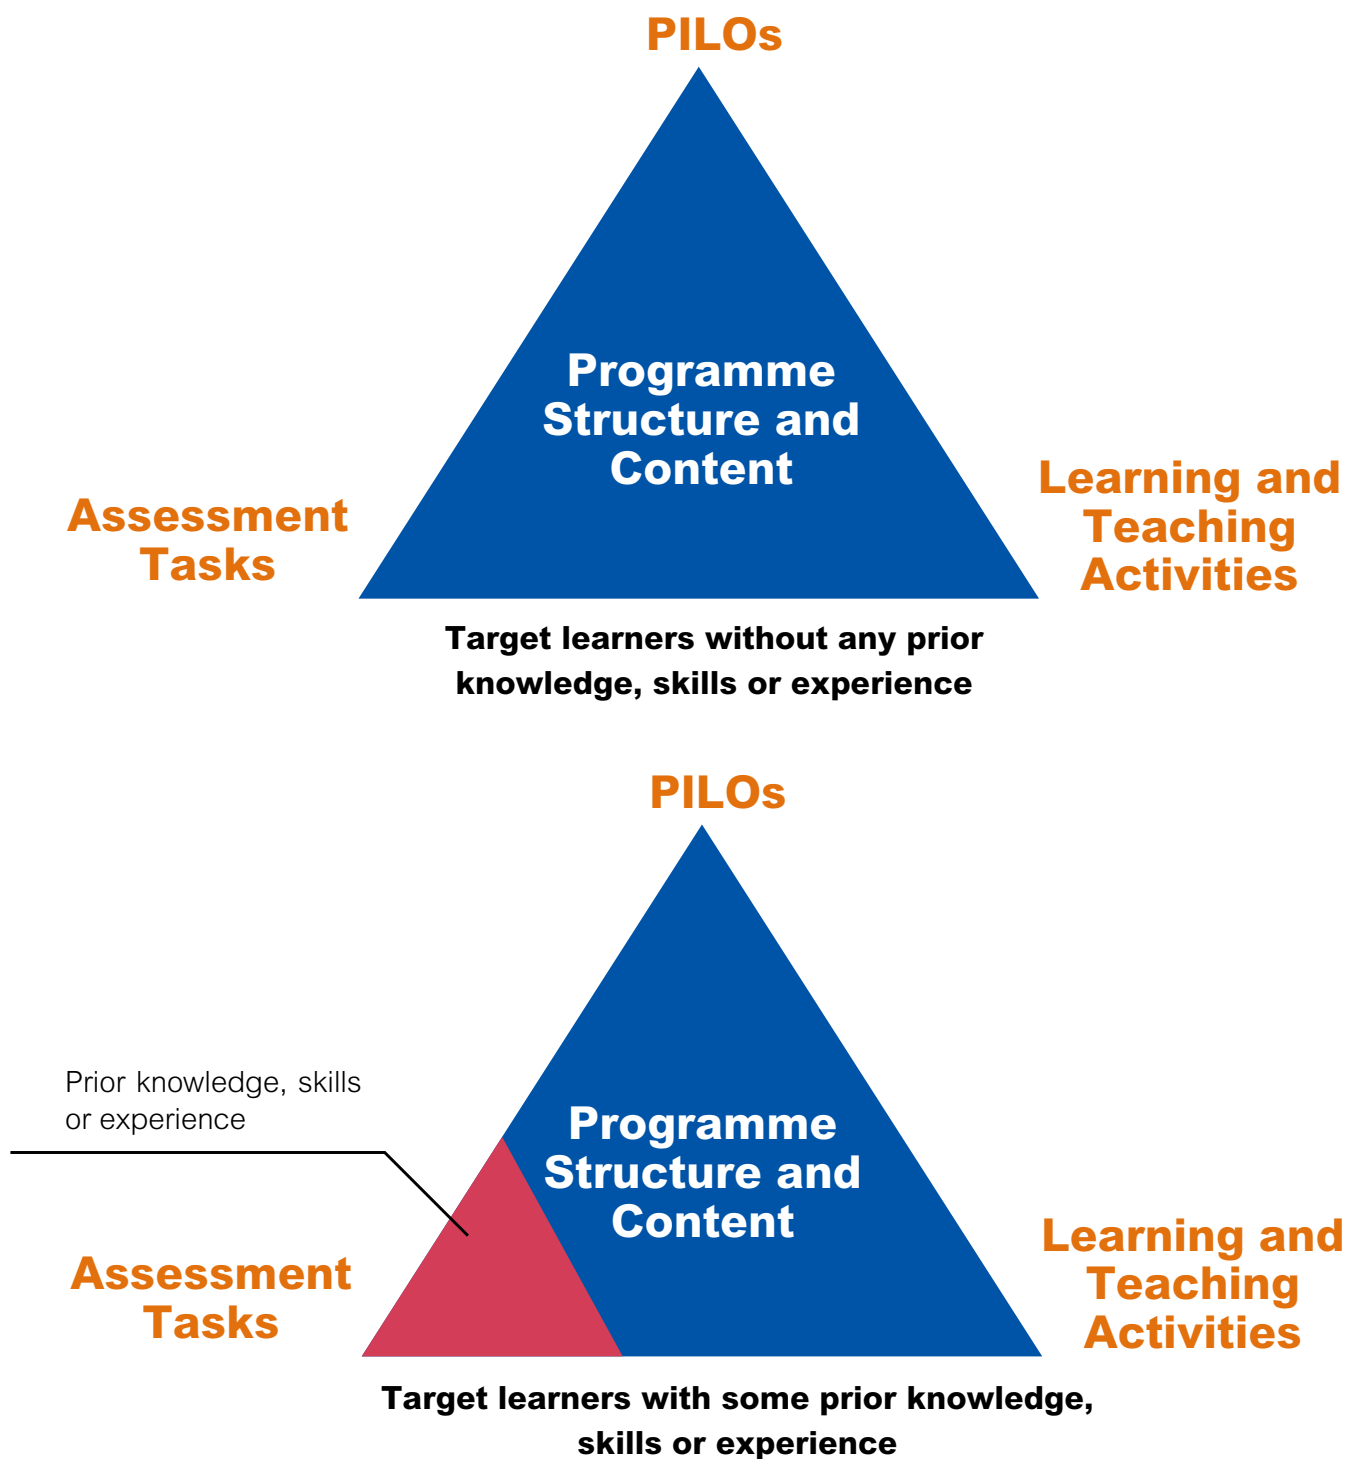 PILOs
Programme
Structure and
Content
Assessment
Tasks
Learning and
Teaching
Activities
Target learners without any prior
knowledge, skills or experience
PILOs
Prior knowledge, skills
or experience
Programme
Structure and
Content
Assessment
Tasks
Learning and
Teaching
Activities
Target learners with some prior knowledge,
skills or experience